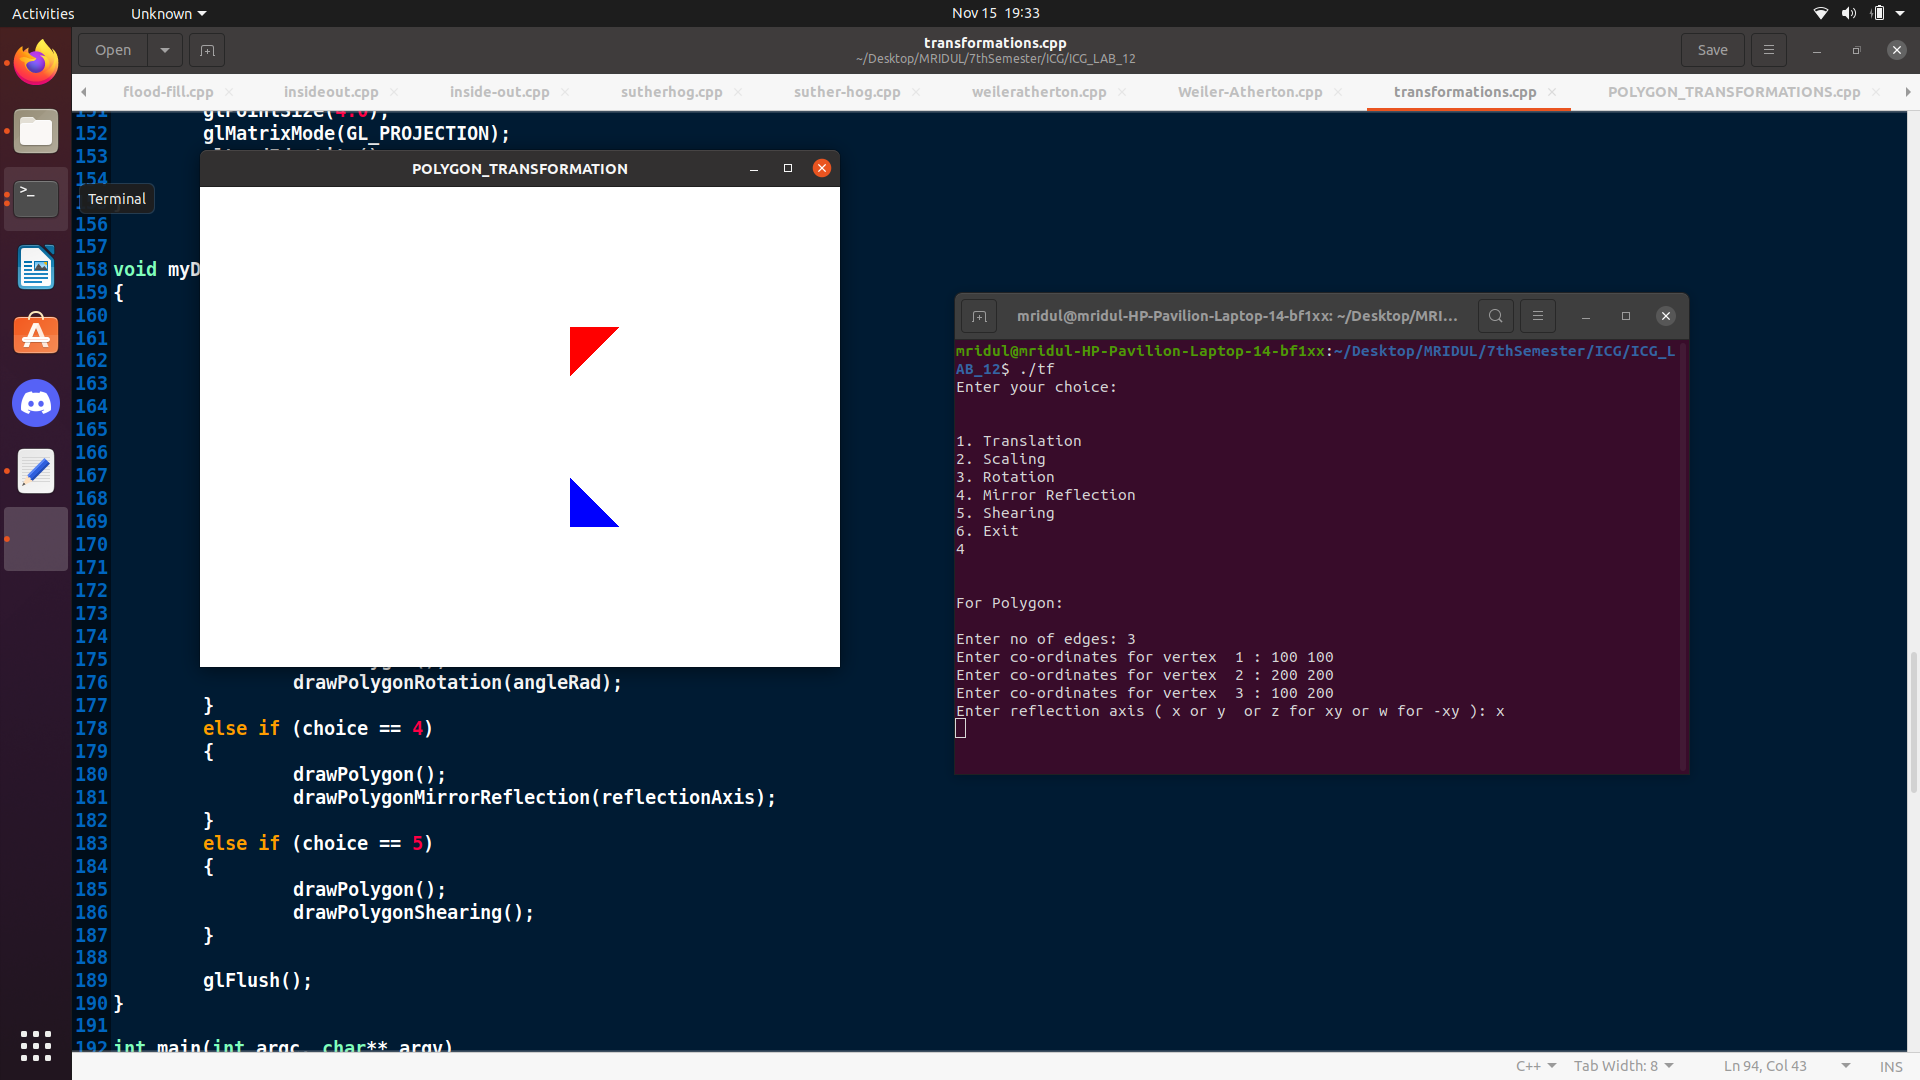 Activities
Unknown
Nov 15 19:33
Open
transformations.cpp
~/Desktop/MRIDUL/7thSemester/ICG/ICG_LAB_12
Save
flood-fill.cpp
insideout.cpp
inside-out.cpp
sutherhog.cpp
suther-hog.cpp
weileratherton.cpp
Weiler-Atherton.cpp
transformations.cpp
POLYGON_TRANSFORMATIONS.cpp
151 glPointSize(4.0);
152 glMatrixMode(GL_PROJECTION);
153
154
156
157
158 void myD
159 {
160
161
162
163
164
165
166
167
168
169
170
171
172
173
174
175
176 drawPolygonRotation(angleRad);
177 }
178 else if (choice == 4)
179 {
180 drawPolygon();
181 drawPolygonMirrorReflection(reflectionAxis);
182 }
183 else if (choice == 5)
184 {
185 drawPolygon();
186 drawPolygonShearing();
187 }
188
189 glFlush();
190 }
191
192 int main(int argc, char** argv)
Terminal
POLYGON_TRANSFORMATION
mridul@mridul-HP-Pavilion-Laptop-14-bf1xx: ~/Desktop/MRI...
mridul@mridul-HP-Pavilion-Laptop-14-bf1xx:~/Desktop/MRIDUL/7thSemester/ICG/ICG_L
AB_12$ ./tf
Enter your choice:
1. Translation
2. Scaling
3. Rotation
4. Mirror Reflection
5. Shearing
6. Exit
4
For Polygon:
Enter no of edges: 3
Enter co-ordinates for vertex  1 : 100 100
Enter co-ordinates for vertex  2 : 200 200
Enter co-ordinates for vertex  3 : 100 200
Enter reflection axis ( x or y  or z for xy or w for -xy ): x
C++
Tab Width: 8
Ln 94, Col 43
INS